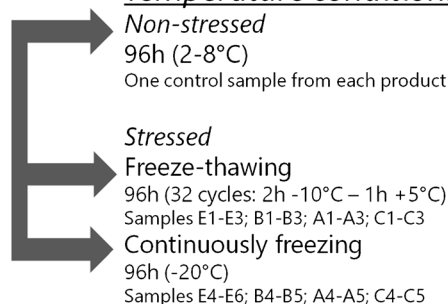 Non-stressed
96h (2-8°C)
One control sample from each product
Stressed
Freeze-thawing
96h (32 cycles: 2h -10°C – 1h +5°C)
Samples E1-E3; B1-B3; A1-A3; C1-C3
Continuously freezing
96h (-20°C)
Samples E4-E6; B4-B5; A4-A5; C4-C5